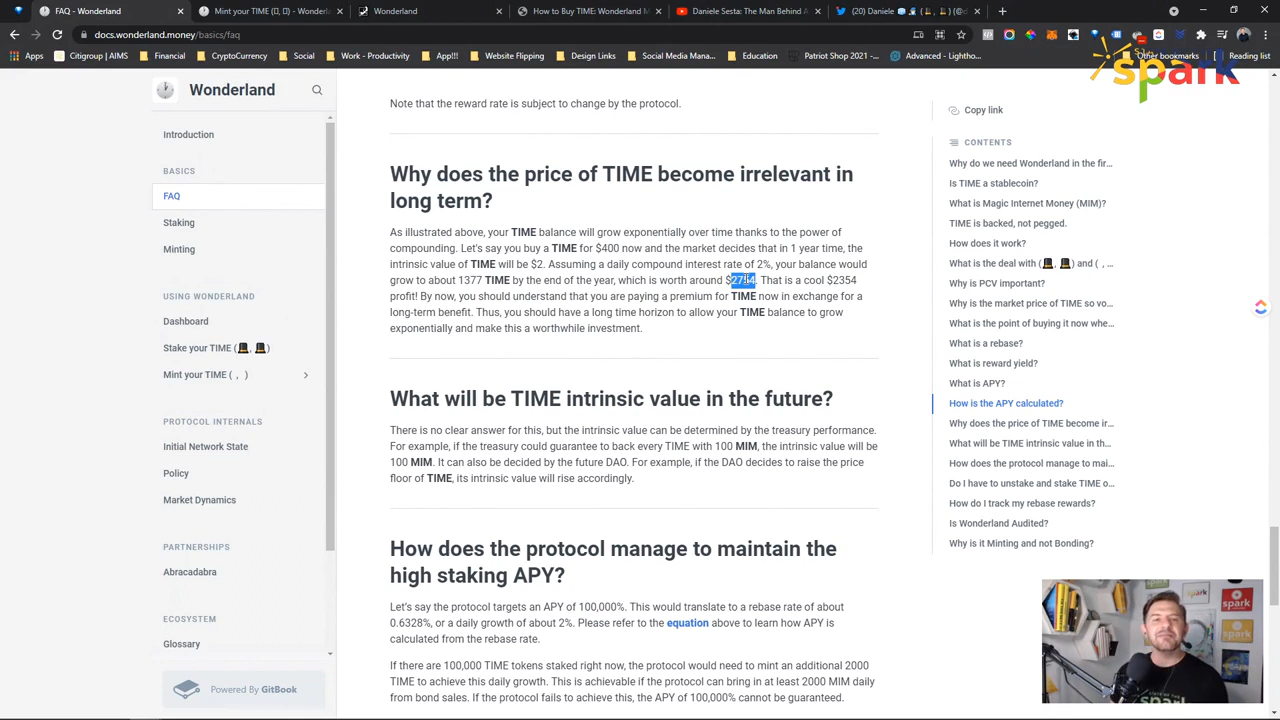 (1) Wonderland M
Staking | Wonderland
How to buy Wonderland M
Daniele Sesta: The Man Behind A
(20) Daniele
docs.wonderland.money/basics/faq
Apps
Citigroup | AIMS
Financial
Crypto
Social
Work - Productivity
App!!
Budget Flipping
Social Media Mana...
Education
Patriot Shop 2021 -...
Advanced - Options...
Other bookmarks
Reading list
spark
Wonderland
Introduction
BASICS
FAQ
Staking
Minting
USING WONDERLAND
Dashboard
Stake your TIME (🎩, 🎩)
Mint your TIME ( , )
PROTOCOL INTERNALS
Initial Network State
Policy
Market Dynamics
PARTNERSHIPS
Abracadabra
ECOSYSTEM
Glossary
Powered By GitBook
Note that the reward rate is subject to change by the protocol.
Why does the price of TIME become irrelevant in
long term?
As illustrated above, your TIME balance will grow exponentially over time thanks to the power of
compounding. Let's say you buy a TIME for $400 now and the market decides that in 1 year time, the
intrinsic value of TIME will be $2. Assuming a daily compound interest rate of 2%, your balance would
grow to about 1377 TIME by the end of the year, which is worth around $2754. That is a cool $2354
profit! By now, you should understand that you are paying a premium for TIME now in exchange for a
long-term benefit. Thus, you should have a long time horizon to allow your TIME balance to grow
exponentially and make this a worthwhile investment.
What will be TIME intrinsic value in the future?
There is no clear answer for this, but the intrinsic value can be determined by the treasury performance.
For example, if the treasury could guarantee to back every TIME with 100 MIM, the intrinsic value will be
100 MIM. It can also be decided by the future DAO. For example, if the DAO decides to raise the price
floor of TIME, its intrinsic value will rise accordingly.
How does the protocol manage to maintain the
high staking APY?
Let's say the protocol targets an APY of 100,000%. This would translate to a rebase rate of about
0.6328%, or a daily growth of about 2%. Please refer to the equation above to learn how APY is
calculated from the rebase rate.
If there are 100,000 TIME tokens staked right now, the protocol would need to mint an additional 2000
TIME to achieve this daily growth. This is achievable if the protocol can bring in at least 2000 MIM daily
from bond sales. If the protocol fails to achieve this, the APY of 100,000% cannot be guaranteed.
Copy link
CONTENTS
Why do we need Wonderland in the fir...
Is TIME a stablecoin?
What is Magic Internet Money (MIM)?
TIME is backed, not pegged.
How does it work?
What is the deal with (🎩, 🎩) and ( , ...
Why is PCV important?
Why is the market price of TIME so vo...
What is the point of buying it now whe...
What is a rebase?
What is reward yield?
What is APY?
How is the APY calculated?
Why does the price of TIME become ir...
What will be TIME intrinsic value in th...
How does the protocol manage to mai...
Do I have to unstake and stake TIME o...
How do I track my rebase rewards?
Is Wonderland Audited?
Why is it Minting and not Bonding?
spark
spark